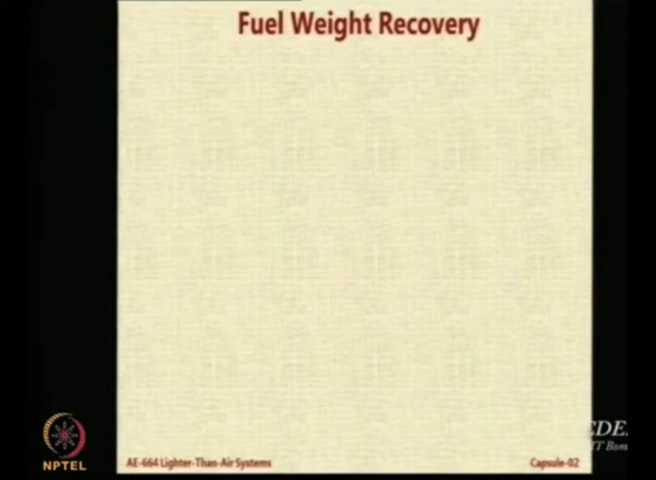 Fuel Weight Recovery
NPTEL
AE-664 Lighter-Than-Air Systems
Capsule-02